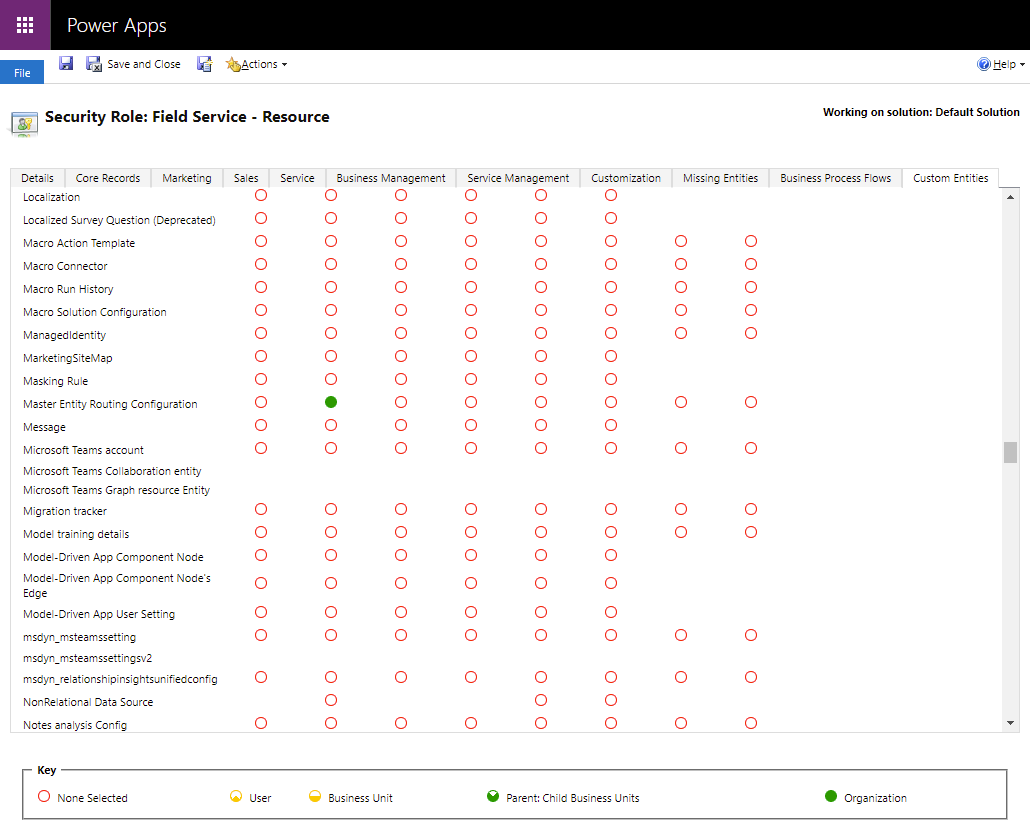 Power Apps
File
Save and Close
Actions
Help
Security Role: Field Service - Resource
Working on solution: Default Solution
Details Core Records Marketing Sales Service Business Management Service Management Customization Missing Entities Business Process Flows Custom Entities
Localization
Localized Survey Question (Deprecated)
Macro Action Template
Macro Connector
Macro Run History
Macro Solution Configuration
ManagedIdentity
MarketingSiteMap
Masking Rule
Master Entity Routing Configuration
Message
Microsoft Teams account
Microsoft Teams Collaboration entity
Microsoft Teams Graph resource Entity
Migration tracker
Model training details
Model-Driven App Component Node
Model-Driven App Component Node's
Edge
Model-Driven App User Setting
msdyn_msteamssetting
msdyn_msteamssettingsv2
msdyn_relationshipinsightsunifiedconfig
NonRelational Data Source
Notes analysis Config
Key
None Selected User Business Unit Parent: Child Business Units Organization